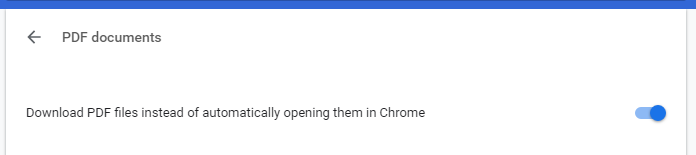 PDF documents
Download PDF files instead of automatically opening them in Chrome